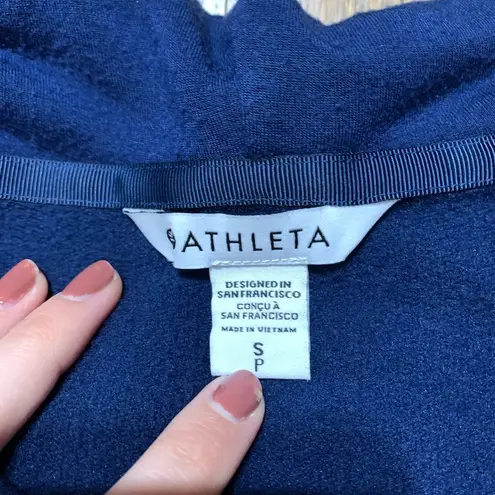 ATHLETA
DESIGNED IN
SAN FRANCISCO
CONÇU À
SAN FRANCISCO
MADE IN VIETNAM
S
P